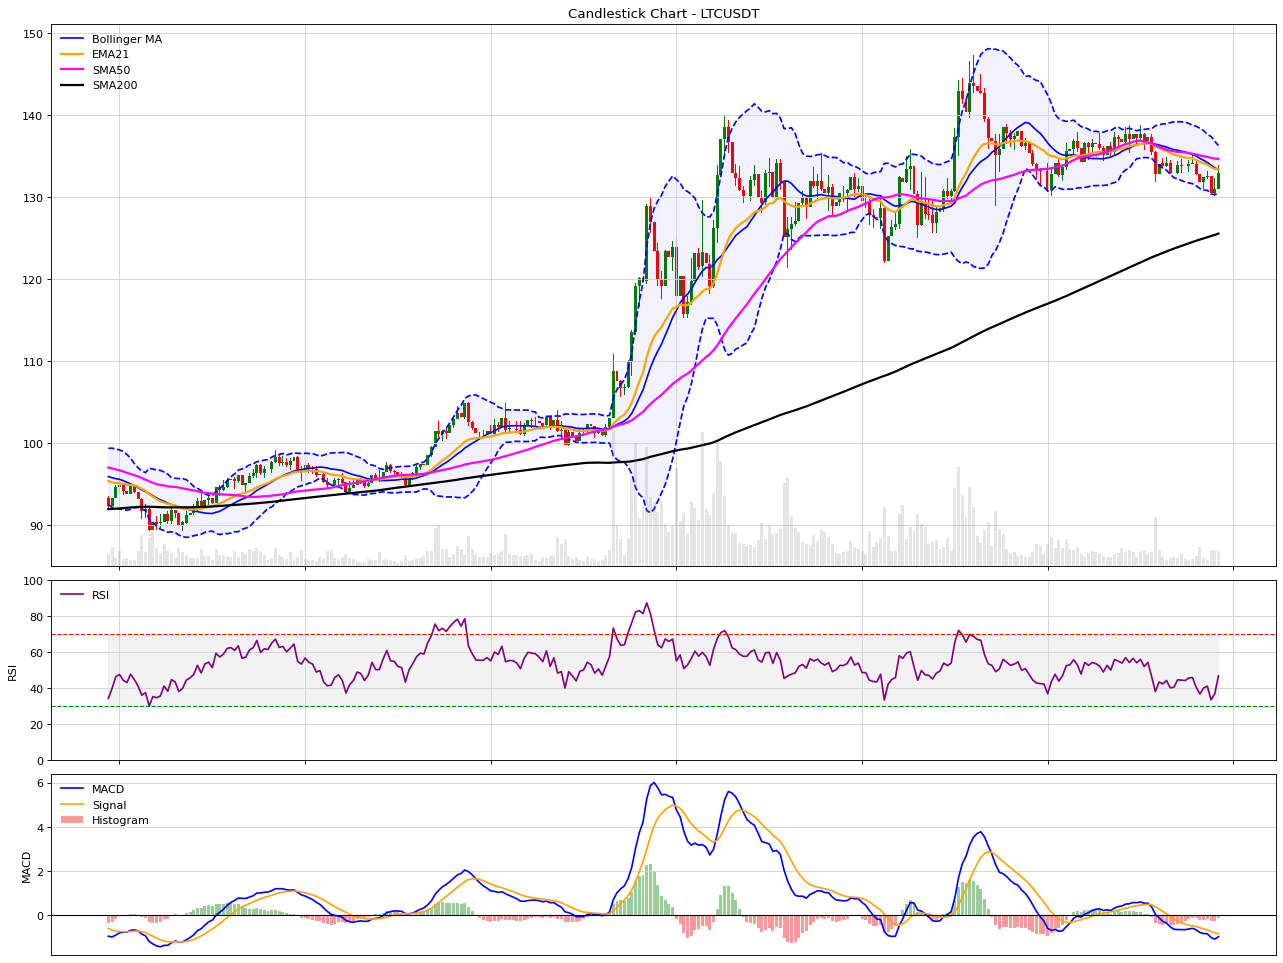 Candlestick Chart - LTCUSDT
Bollinger MA
EMA21
SMA50
SMA200
150
140
130
120
110
100
90
RSI
100
80
60
40
20
0
RSI
MACD
Signal
Histogram
6
4
2
0
MACD